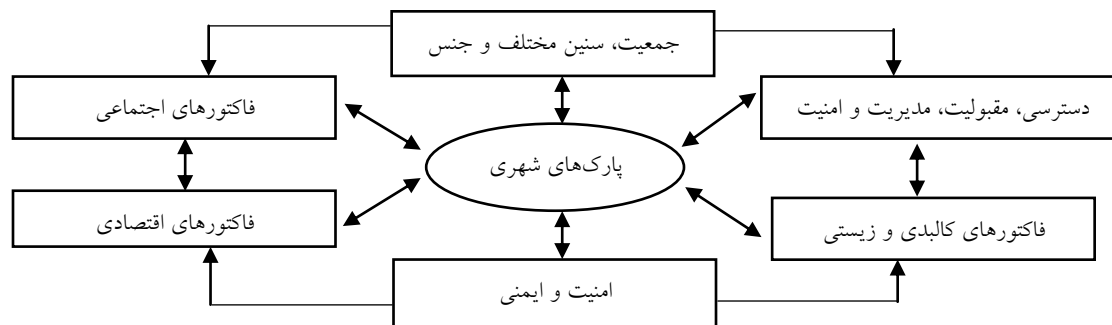 جمعیت، سنین مختلف و جنس
دسترسی، مقبولیت، مدیریت و امنیت
فاکتورهای اجتماعی
پارک‌های شهری
فاکتورهای کالبدی و زیستی
فاکتورهای اقتصادی
امنیت و ایمنی